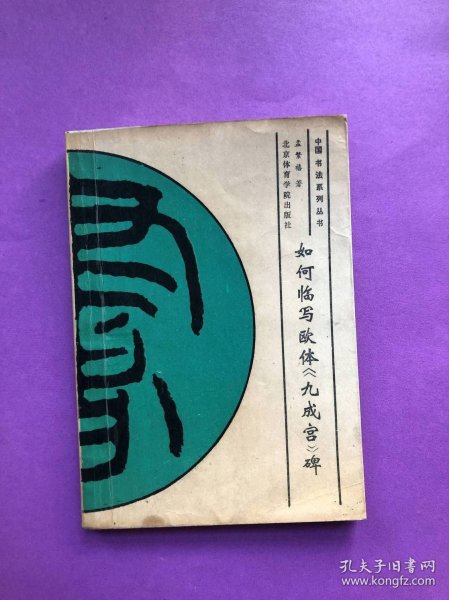 中国书法系列丛书
孟繁禧 著
北京体育学院出版社
如何临写欧体《九成宫》碑
孔夫子旧书网
www.kongfz.com